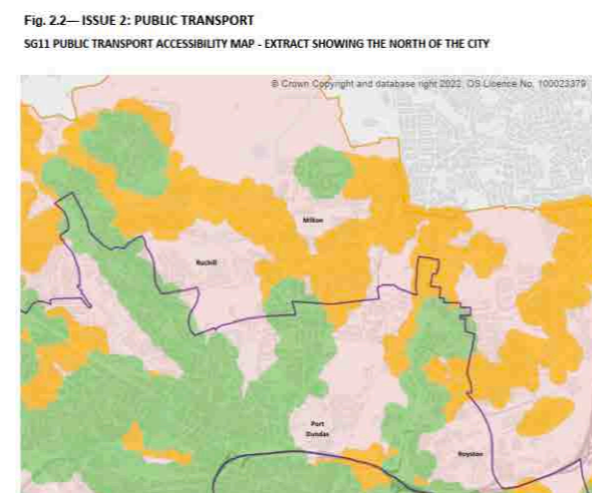 Fig. 2.2— ISSUE 2: PUBLIC TRANSPORT
SG11 PUBLIC TRANSPORT ACCESSIBILITY MAP - EXTRACT SHOWING THE NORTH OF THE CITY
© Crown Copyright and database right 2022. OS Licence No. 100023379
Milton
Ruchill
Port
Dundas
Royston